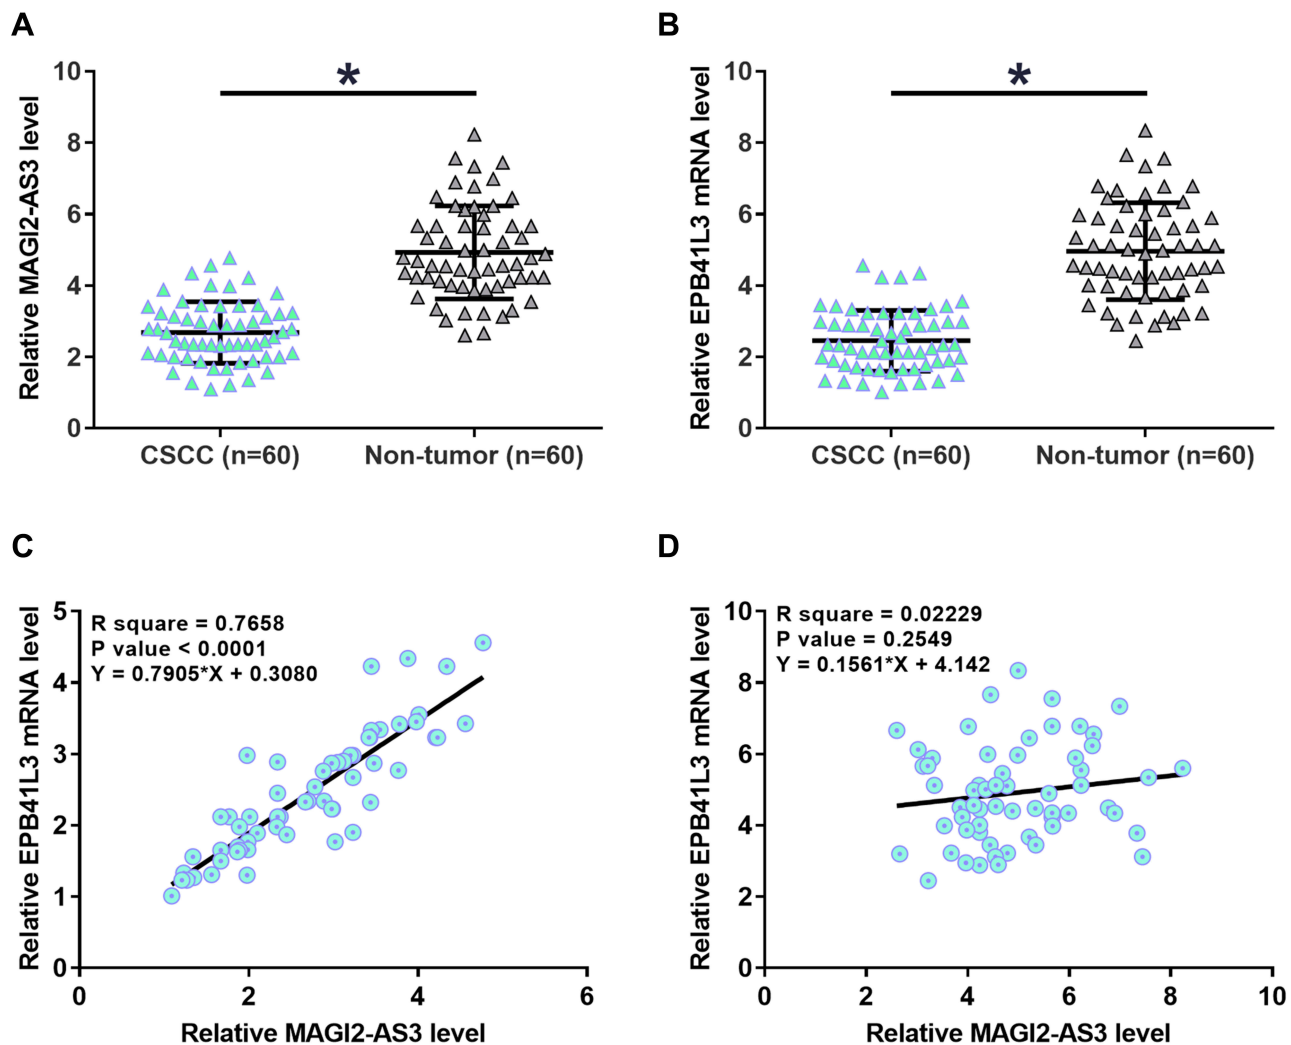 A
Relative MAGI2-AS3 level
10
8
6
4
2
0
*
CSCC (n=60)
Non-tumor (n=60)
B
Relative EPB41L3 mRNA level
10
8
6
4
2
0
*
CSCC (n=60)
Non-tumor (n=60)
C
Relative EPB41L3 mRNA level
5
4
3
2
1
0
R square = 0.7658
P value < 0.0001
Y = 0.7905*X + 0.3080
0 2 4 6
Relative MAGI2-AS3 level
D
Relative EPB41L3 mRNA level
10
8
6
4
2
0
R square = 0.02229
P value = 0.2549
Y = 0.1561*X + 4.142
0 2 4 6 8 10
Relative MAGI2-AS3 level